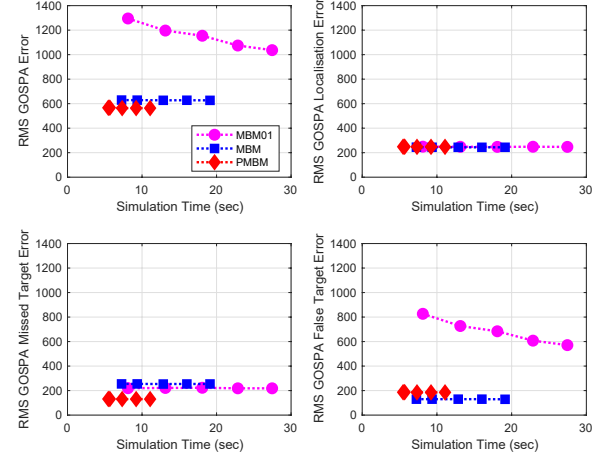 1400
1200
1000
800
600
400
200
0
RMS GOSPA Error
MBM01
MBM
PMBM
0 10 20 30
Simulation Time (sec)
1400
1200
1000
800
600
400
200
0
RMS GOSPA Localisation Error
0 10 20 30
Simulation Time (sec)
1400
1200
1000
800
600
400
200
0
RMS GOSPA Missed Target Error
0 10 20 30
Simulation Time (sec)
1400
1200
1000
800
600
400
200
0
RMS GOSPA False Target Error
0 10 20 30
Simulation Time (sec)